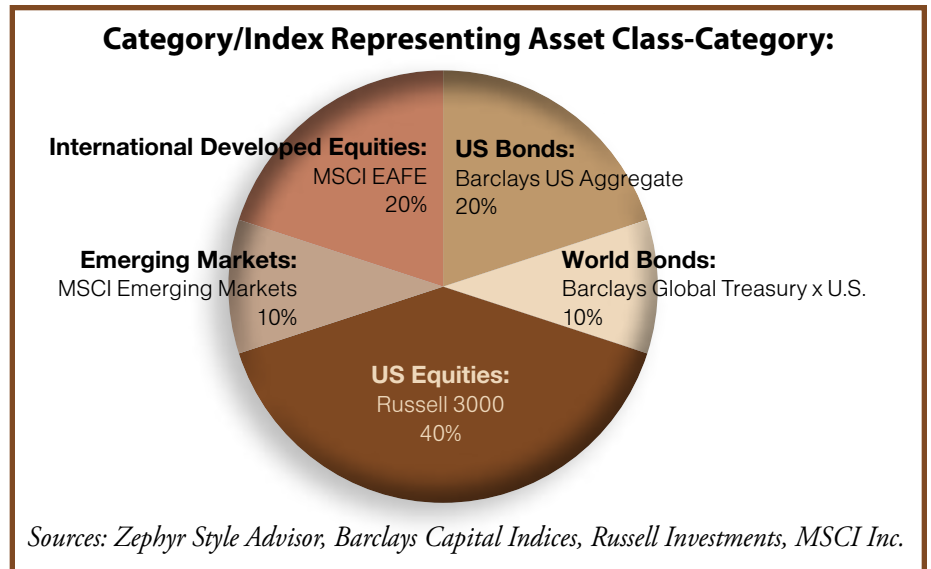 Category/Index Representing Asset Class-Category:
International Developed Equities:
MSCI EAFE
20%
US Bonds:
Barclays US Aggregate
20%
Emerging Markets:
MSCI Emerging Markets
10%
World Bonds:
Barclays Global Treasury x U.S.
10%
US Equities:
Russell 3000
40%
Sources: Zephyr Style Advisor, Barclays Capital Indices, Russell Investments, MSCI Inc.